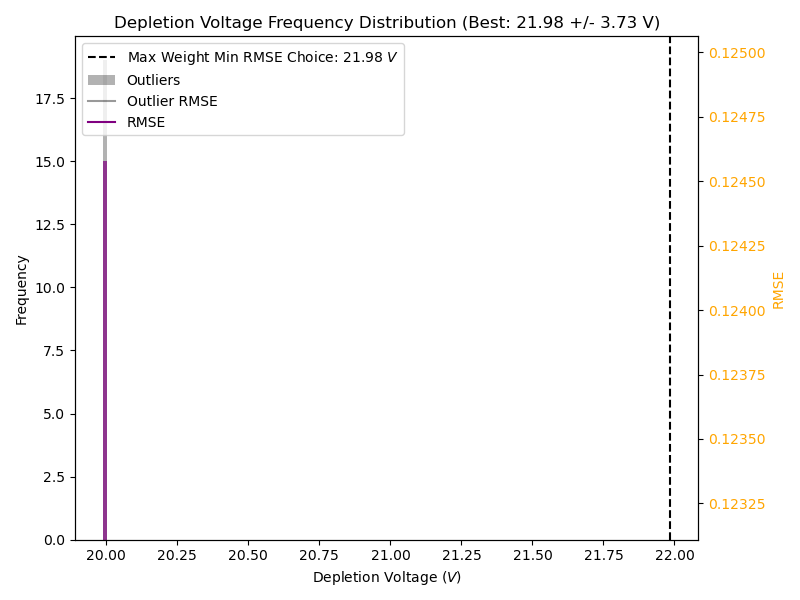 Depletion Voltage Frequency Distribution (Best: 21.98 +/- 3.73 V)
Max Weight Min RMSE Choice: 21.98 V
Outliers
Outlier RMSE
RMSE
17.5
15.0
12.5
10.0
7.5
5.0
2.5
0.0
Frequency
0.12500
0.12475
0.12450
0.12425
0.12400
0.12375
0.12350
0.12325
RMSE
20.00 20.25 20.50 20.75 21.00 21.25 21.50 21.75 22.00
Depletion Voltage (V)